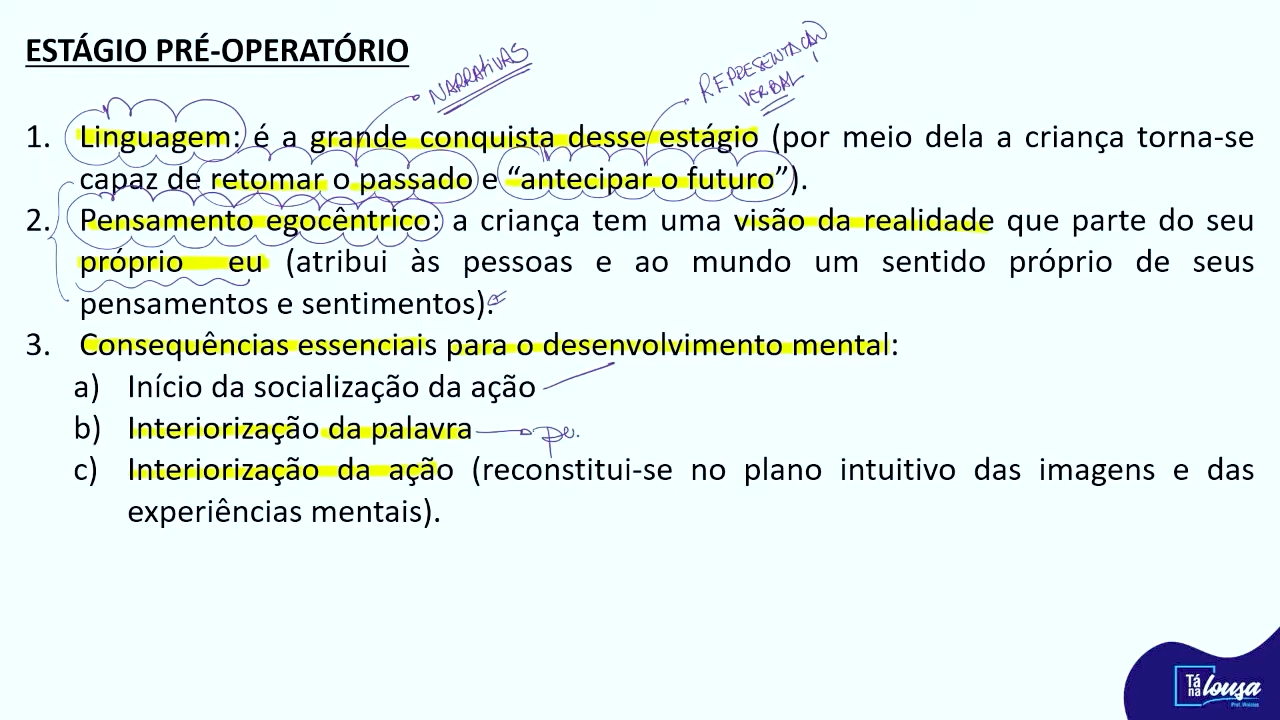 ESTÁGIO PRÉ-OPERATÓRIO
NARRATIVAS
REPRESENTAÇÃO
VERBAL
1. Linguagem: é a grande conquista desse estágio (por meio dela a criança torna-se
capaz de retomar o passado e “antecipar o futuro”).
2. Pensamento egocêntrico: a criança tem uma visão da realidade que parte do seu
próprio eu (atribui às pessoas e ao mundo um sentido próprio de seus
pensamentos e sentimentos).
3. Consequências essenciais para o desenvolvimento mental:
a) Início da socialização da ação
b) Interiorização da palavra
c) Interiorização da ação (reconstitui-se no plano intuitivo das imagens e das
experiências mentais).
Tá
na lousa
Prof. Vinicius